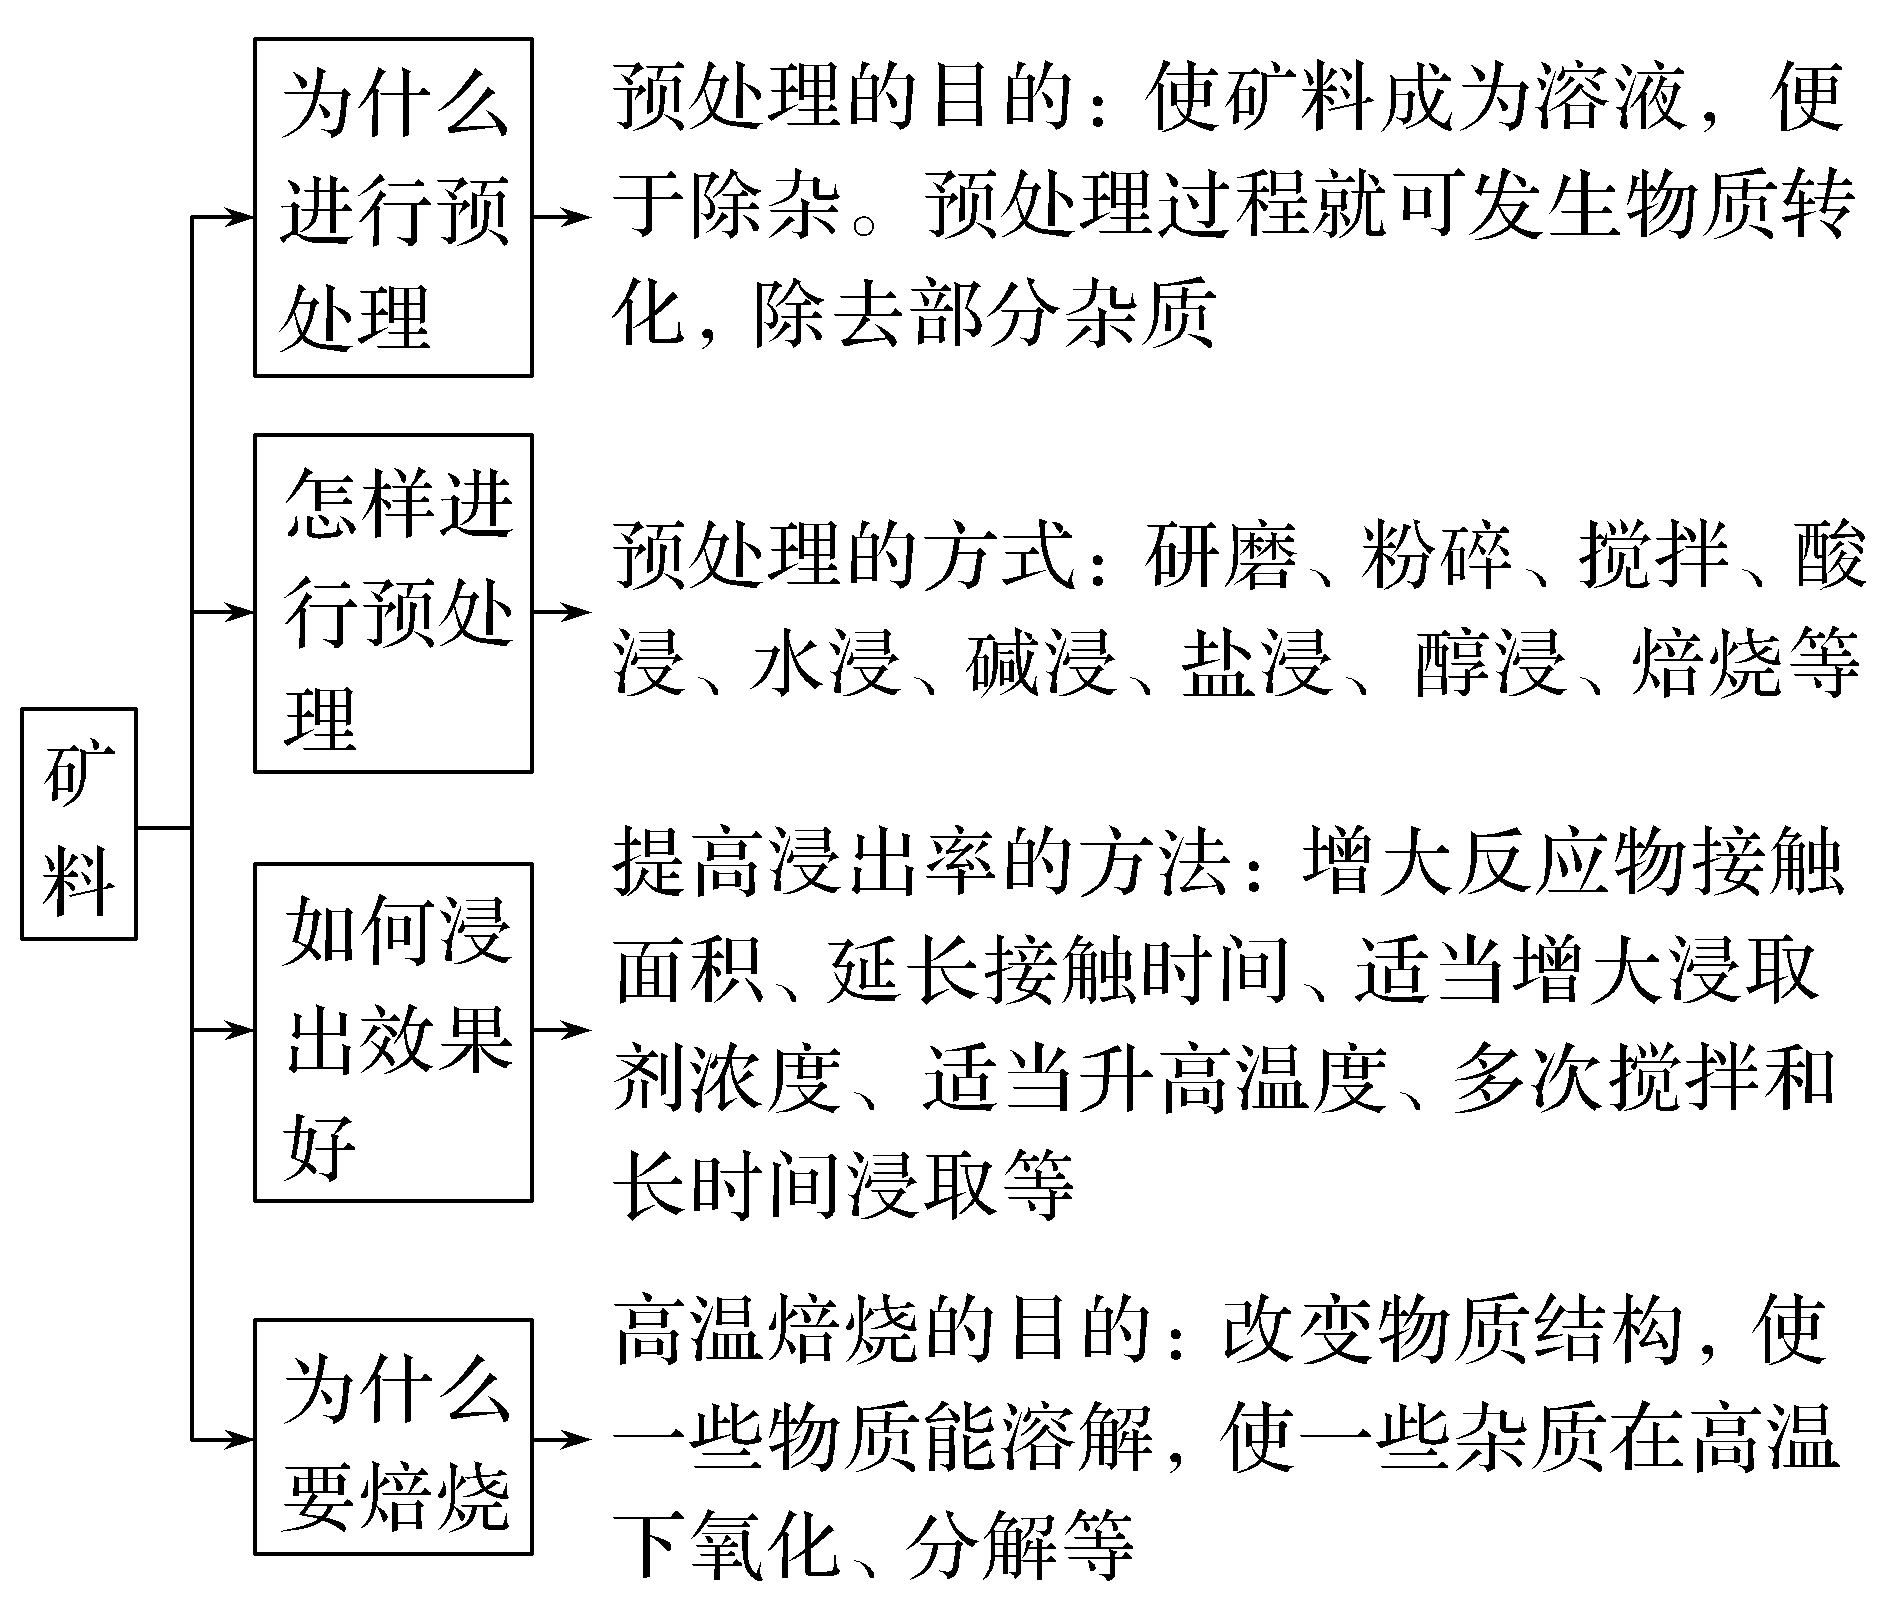 矿
料
为什么
进行预
处理
预处理的目的：使矿料成为溶液，便
于除杂。预处理过程就可发生物质转
化，除去部分杂质
怎样进
行预处
理
预处理的方式：研磨、粉碎、搅拌、酸
浸、水浸、碱浸、盐浸、醇浸、焙烧等
如何浸
出效果
好
提高浸出率的方法：增大反应物接触
面积、延长接触时间、适当增大浸取
剂浓度、适当升高温度、多次搅拌和
长时间浸取等
为什么
要焙烧
高温焙烧的目的：改变物质结构，使
一些物质能溶解，使一些杂质在高温
下氧化、分解等